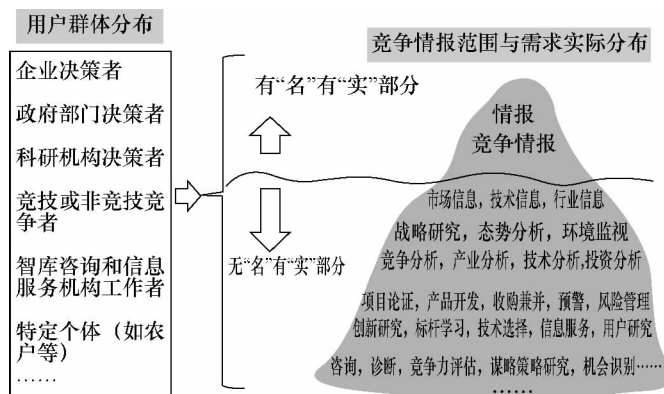 用户群体分布
企业决策者
政府部门决策者
科研机构决策者
竞技或非竞技竞
争者
智库咨询和信息
服务机构工作者
特定个体（如农
户等）
……
有“名”有“实”部分
无“名”有“实”部分
竞争情报范围与需求实际分布
情报
竞争情报
市场信息，技术信息，行业信息
战略研究，态势分析，环境监视
竞争分析，产业分析，技术分析,投资分析
项目论证，产品开发，收购兼并，预警，风险管理
创新研究，标杆学习，技术选择，信息服务，用户研究
咨询，诊断，竞争力评估，谋略策略研究，机会识别……
……